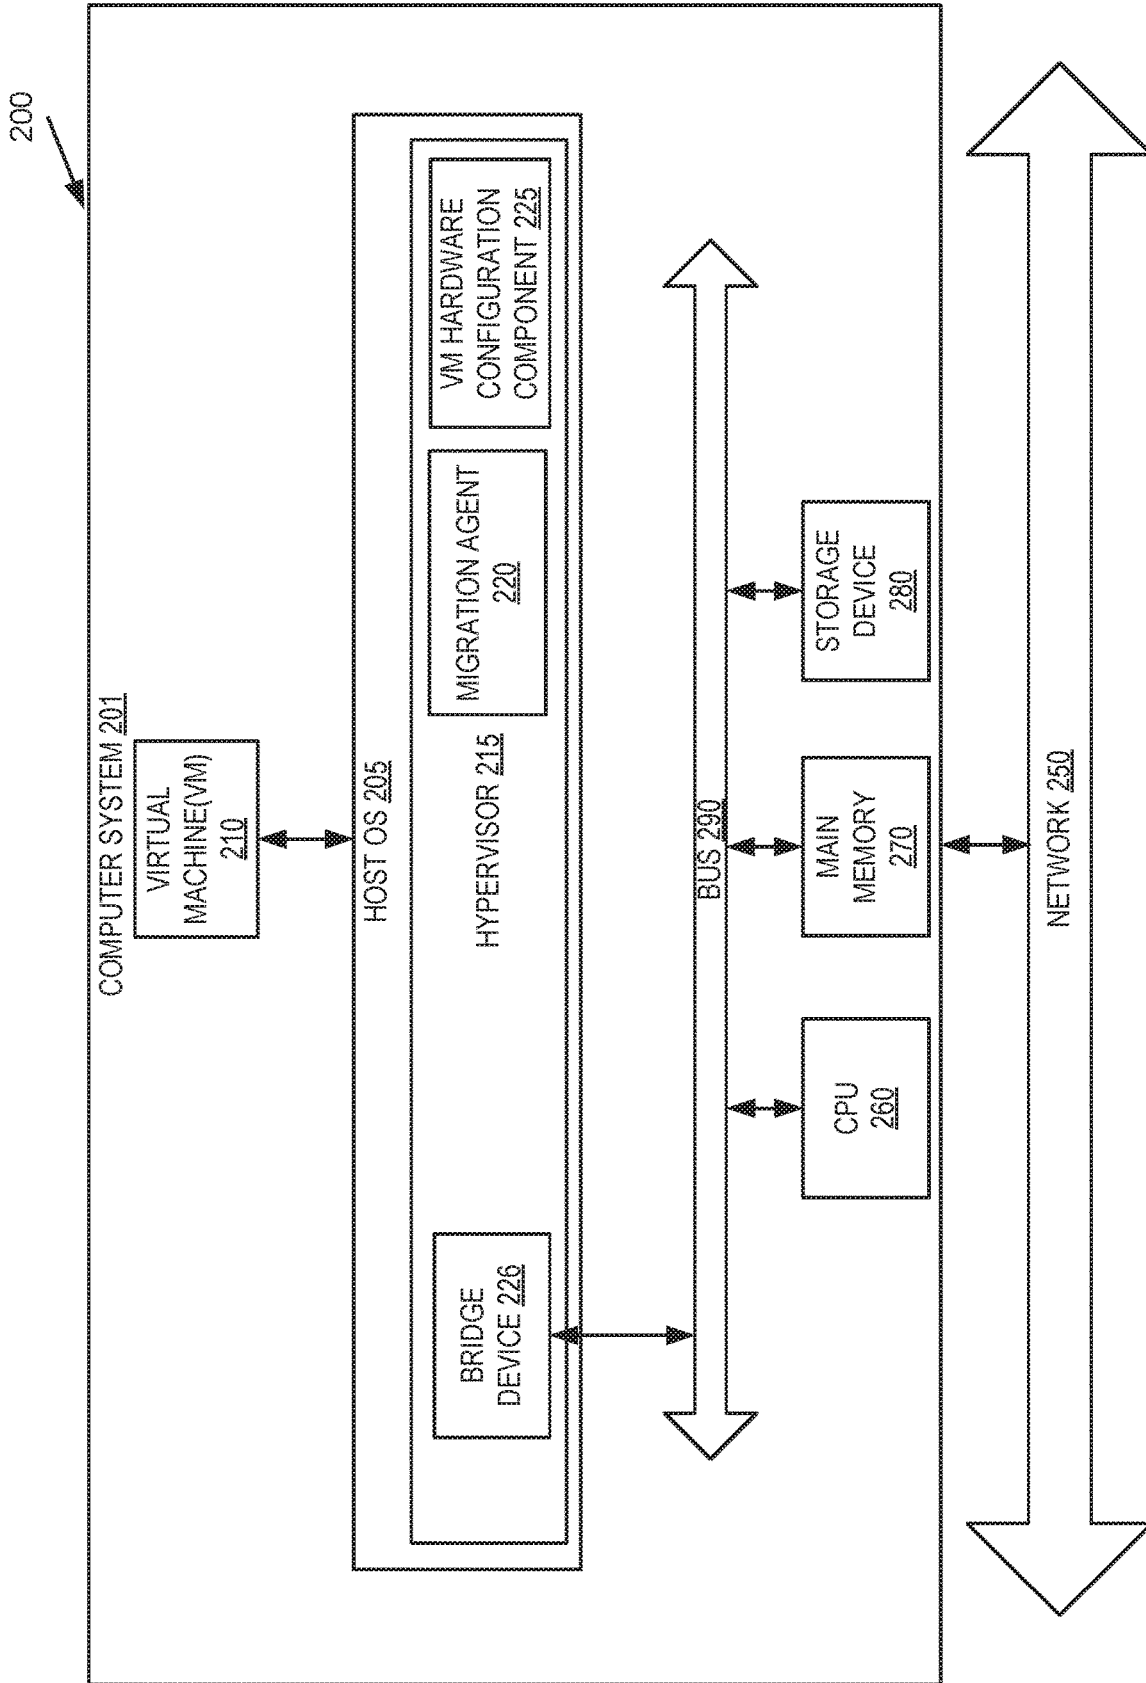 200
COMPUTER SYSTEM 201
VIRTUAL
MACHINE(VM)
210
HOST OS 205
HYPERVISOR 215
BRIDGE
DEVICE 226
MIGRATION AGENT
220
VM HARDWARE
CONFIGURATION
COMPONENT 225
BUS 290
CPU
260
MAIN
MEMORY
270
STORAGE
DEVICE
280
NETWORK 250